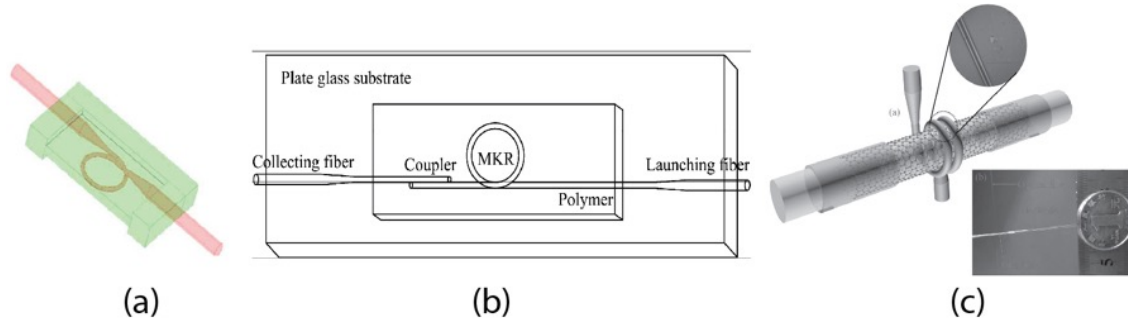 Plate glass substrate
Collecting fiber
Coupler
MKR
Launching fiber
Polymer
(a)
(a)
(b)
(c)